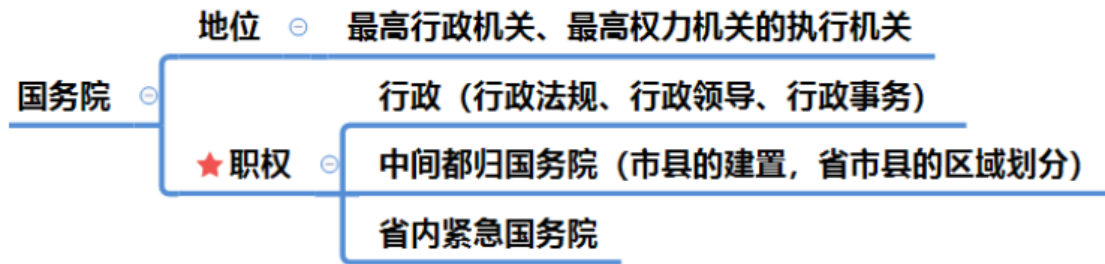 地位
最高行政机关、最高权力机关的执行机关
国务院
行政（行政法规、行政领导、行政事务）
职权
中间都归国务院（市县的建置，省市县的区域划分）
省内紧急国务院